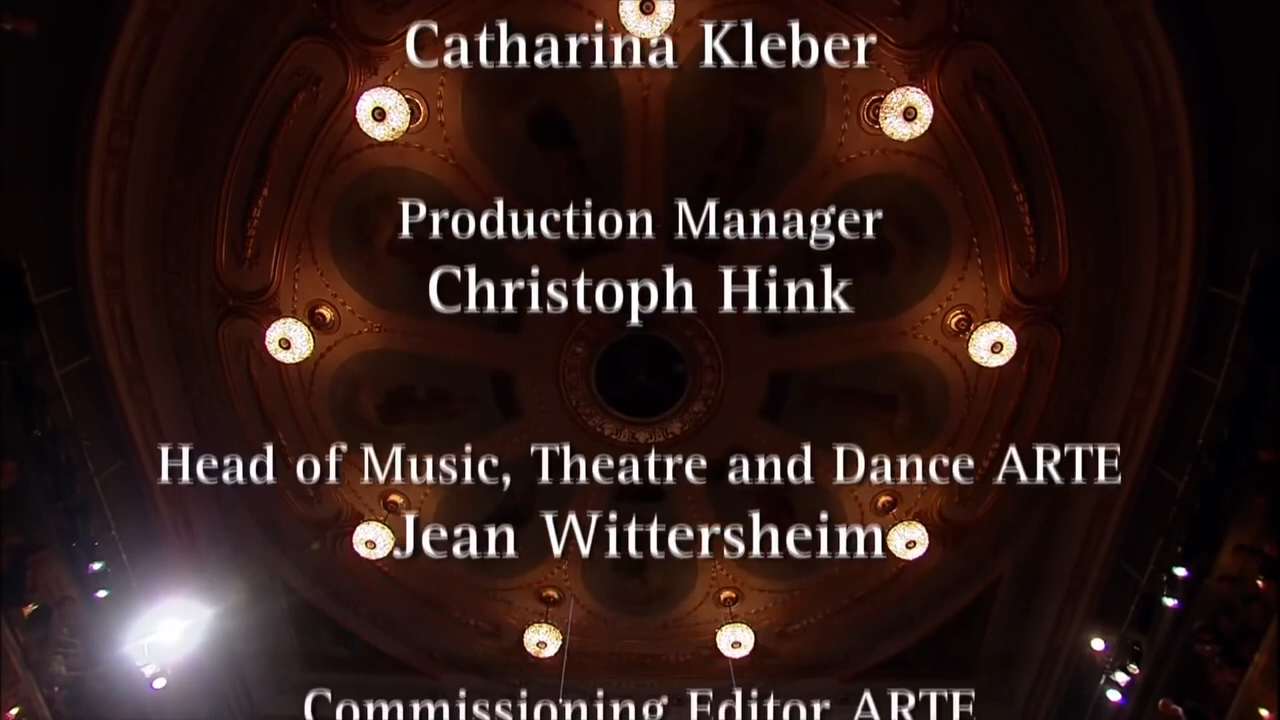 Catharina Kleber
Production Manager
Christoph Hink
Head of Music, Theatre and Dance ARTE
Jean Wittersheim
Commissioning Editor ARTE